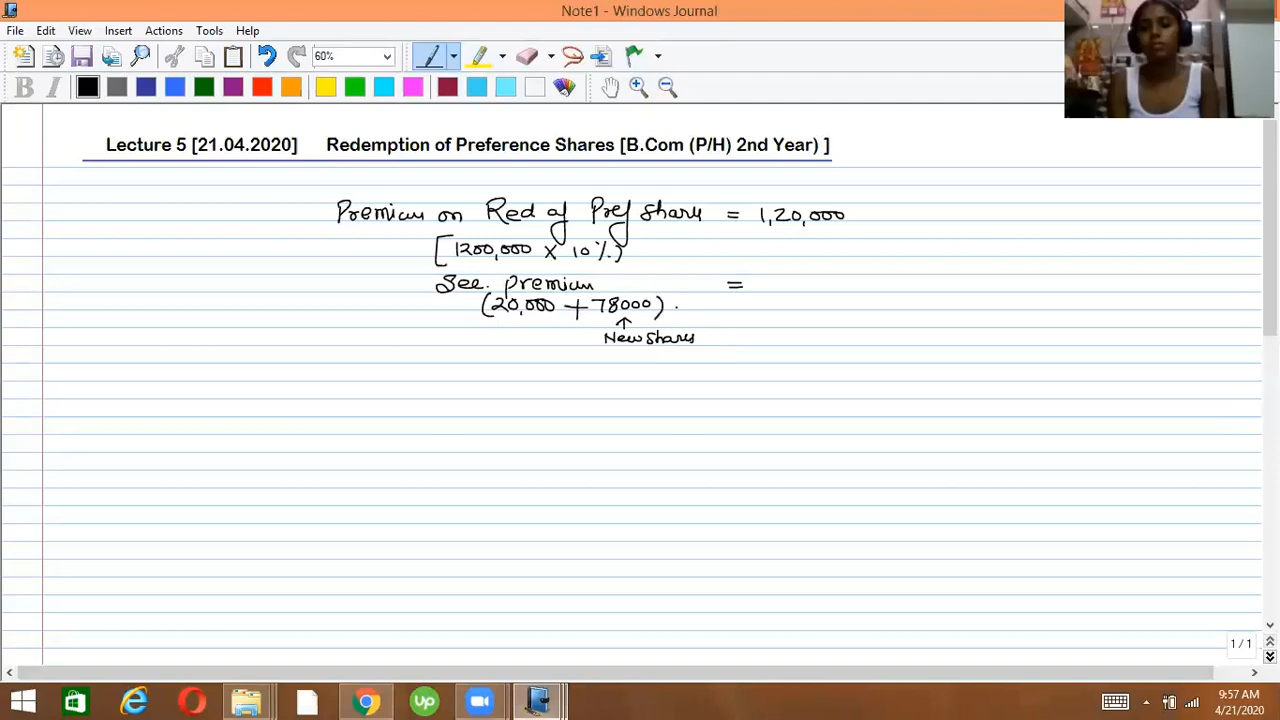 Note1 - Windows Journal
File Edit View Insert Actions Tools Help
60%
B I
Lecture 5 [21.04.2020] Redemption of Preference Shares [B.Com (P/H) 2nd Year) ]
Premium on Red of Pref share = 1,20,000
[1200,000 x 10%)
Sec. premium =
(20,000 + 78000) .
↑
New Shares
1 / 1
up
9:57 AM
4/21/2020